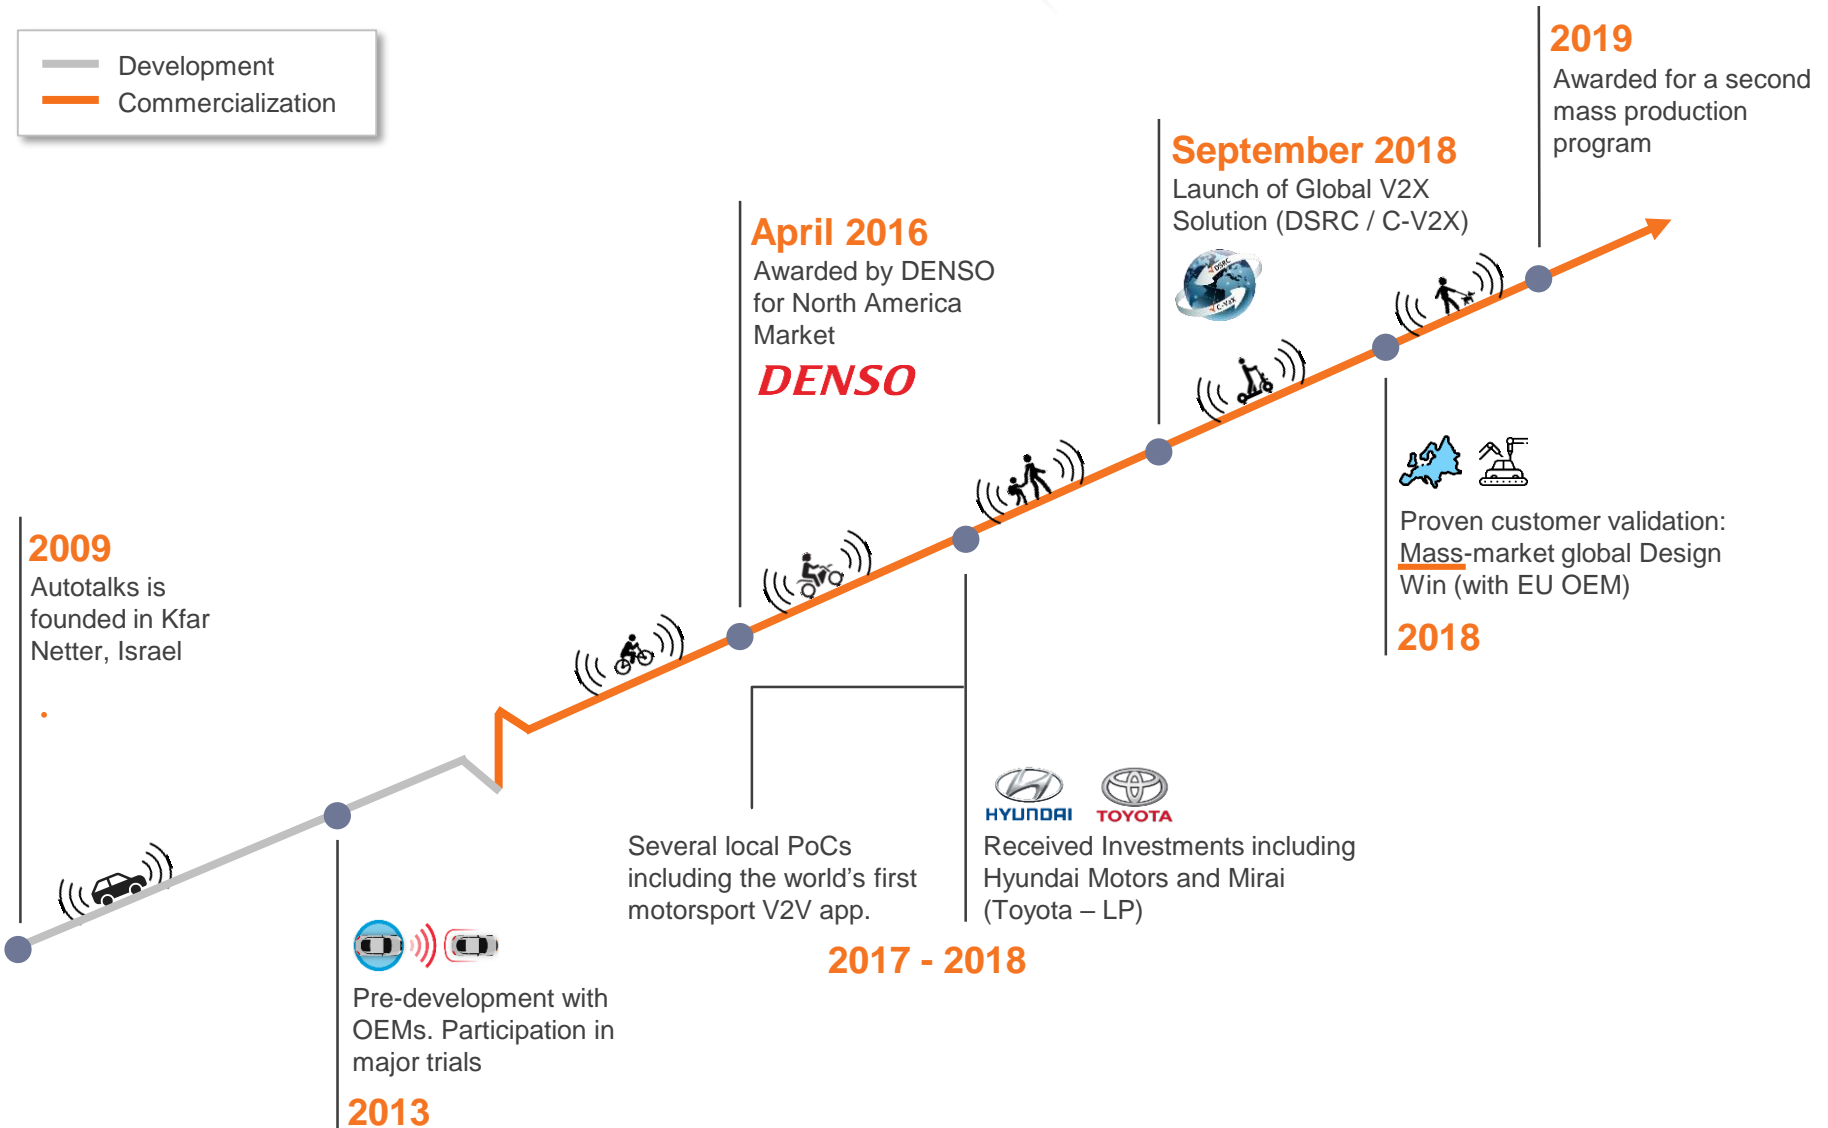 Development
Commercialization
2009
Autotalks is
founded in Kfar
Netter, Israel
Pre-development with
OEMs. Participation in
major trials
2013
April 2016
Awarded by DENSO
for North America
Market
DENSO
Several local PoCs
including the world's first
motorsport V2V app.
HYUNDAI
TOYOTA
Received Investments including
Hyundai Motors and Mirai
(Toyota – LP)
2017 - 2018
September 2018
Launch of Global V2X
Solution (DSRC / C-V2X)
DSRC
C-V2X
Proven customer validation:
Mass-market global Design
Win (with EU OEM)
2018
2019
Awarded for a second
mass production
program